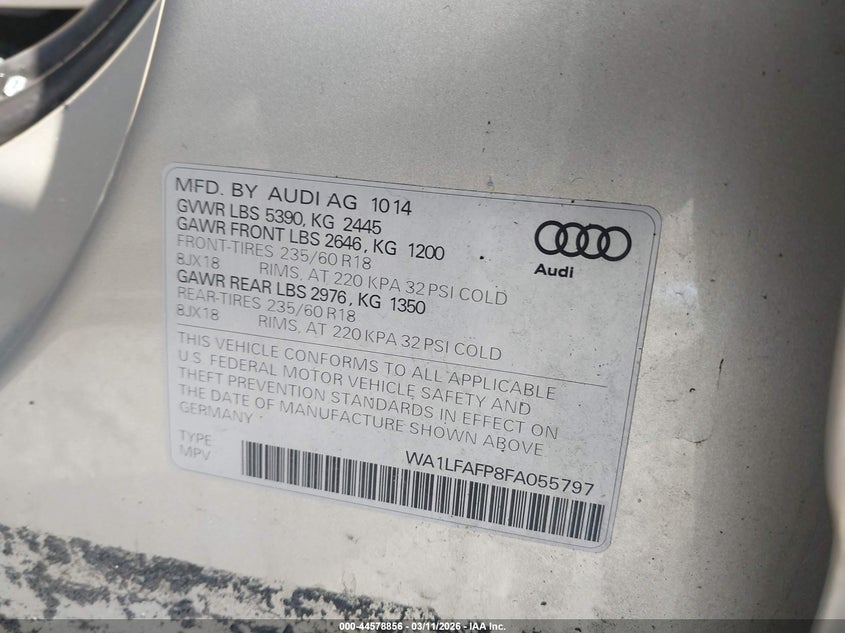 MFD. BY AUDI AG 1014
GVWR LBS 5390, KG 2445
GAWR FRONT LBS 2646, KG 1200
FRONT-TIRES 235/60 R18
8JX18 RIMS, AT 220 KPA 32 PSI COLD
GAWR REAR LBS 2976, KG 1350
REAR-TIRES 235/60 R18
8JX18 RIMS, AT 220 KPA 32 PSI COLD
Audi
THIS VEHICLE CONFORMS TO ALL APPLICABLE
U.S. FEDERAL MOTOR VEHICLE SAFETY AND
THEFT PREVENTION STANDARDS IN EFFECT ON
THE DATE OF MANUFACTURE SHOWN ABOVE.
GERMANY
TYPE
MPV
WA1LFAFP8FA055797
000-44578856 - 03/11/2026 - IAA Inc.